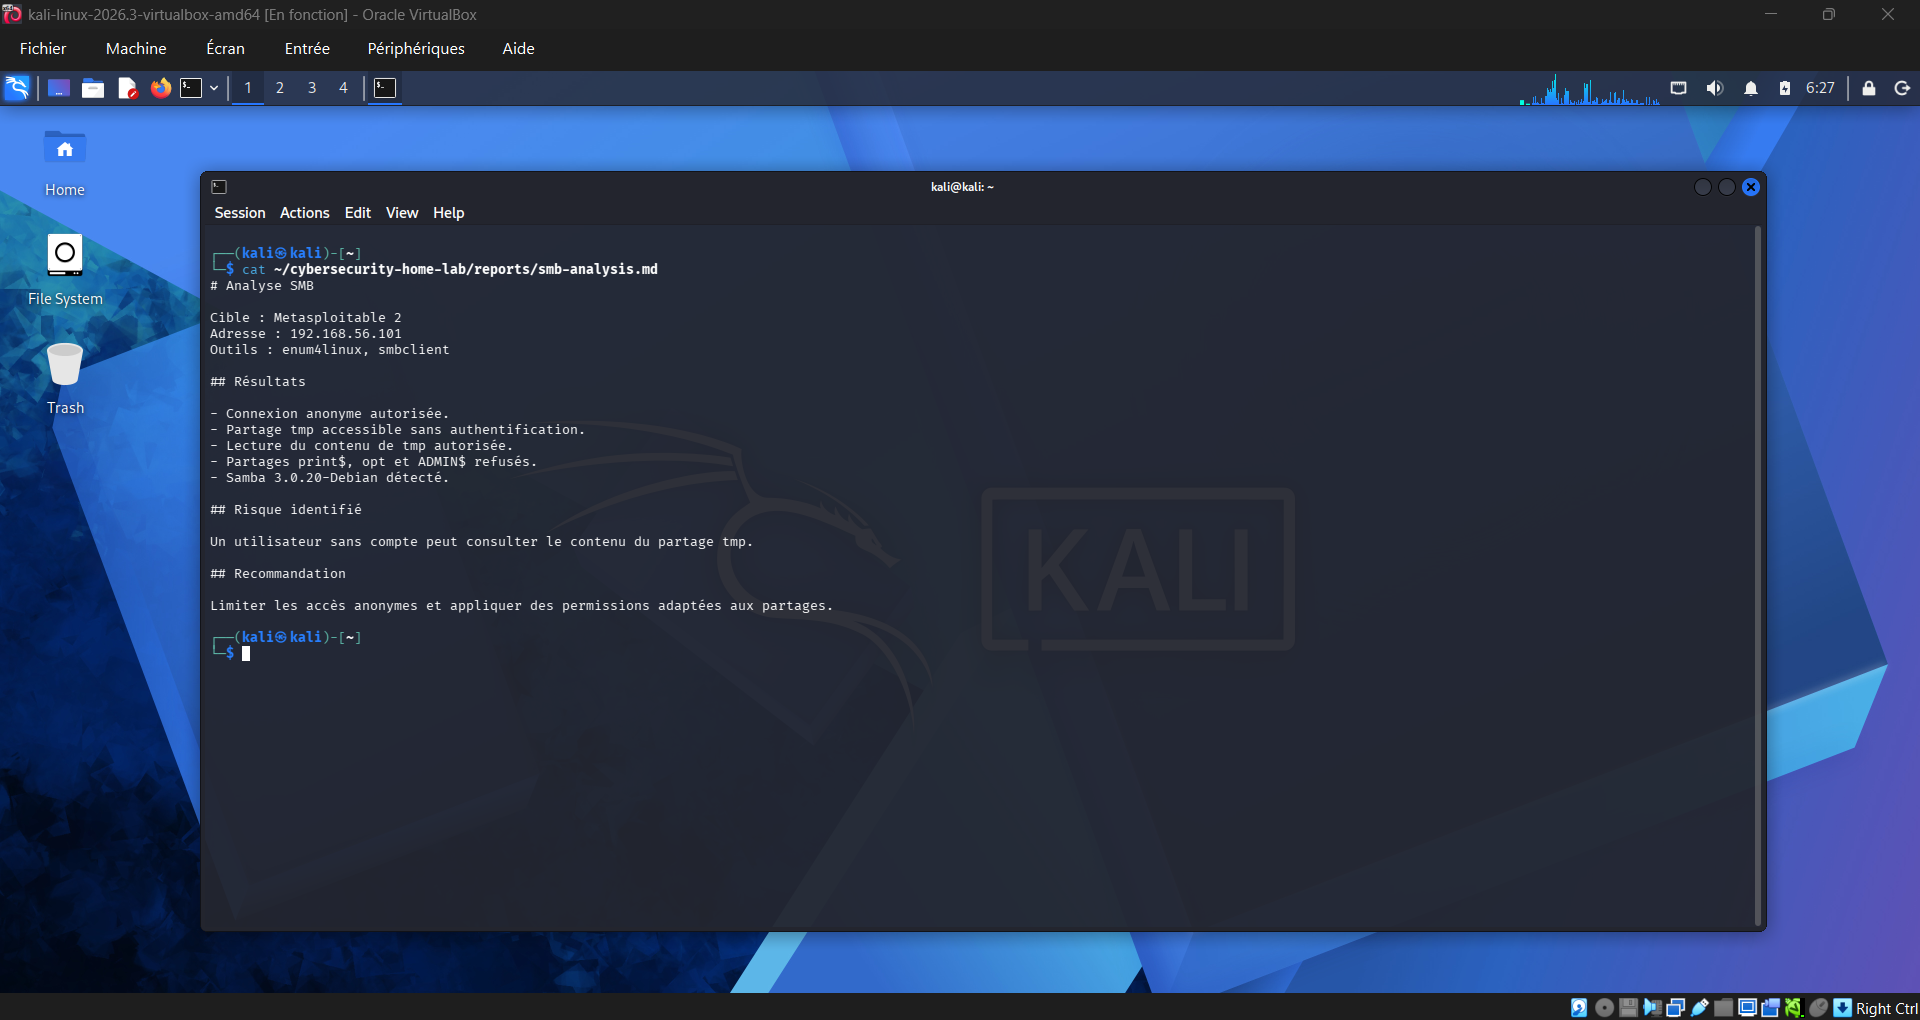 kali-linux-2026.3-virtualbox-amd64 [En fonction] - Oracle VirtualBox
Fichier Machine Écran Entrée Périphériques Aide
1 2 3 4 6:27
Home
File System
Trash
kali@kali: ~
Session Actions Edit View Help
┌──(kali㉿kali)-[~]
└─$ cat ~/cybersecurity-home-lab/reports/smb-analysis.md
# Analyse SMB
Cible : Metasploitable 2
Adresse : 192.168.56.101
Outils : enum4linux, smbclient
## Résultats
- Connexion anonyme autorisée.
- Partage tmp accessible sans authentification.
- Lecture du contenu de tmp autorisée.
- Partages print$, opt et ADMIN$ refusés.
- Samba 3.0.20-Debian détecté.
## Risque identifié
Un utilisateur sans compte peut consulter le contenu du partage tmp.
## Recommandation
Limiter les accès anonymes et appliquer des permissions adaptées aux partages.
┌──(kali㉿kali)-[~]
└─$
KALI
Right Ctrl